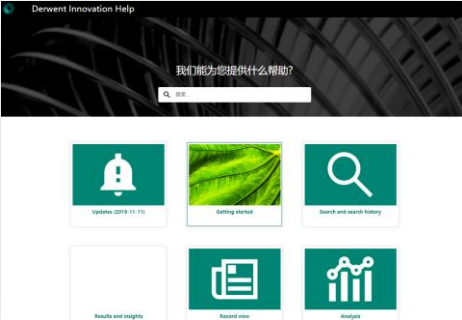 Derwent Innovation Help
我们能为您提供什么帮助?
搜索...
Updates (2019-11-11)
Getting started
Search and search history
Results and insights
Record view
Analysis